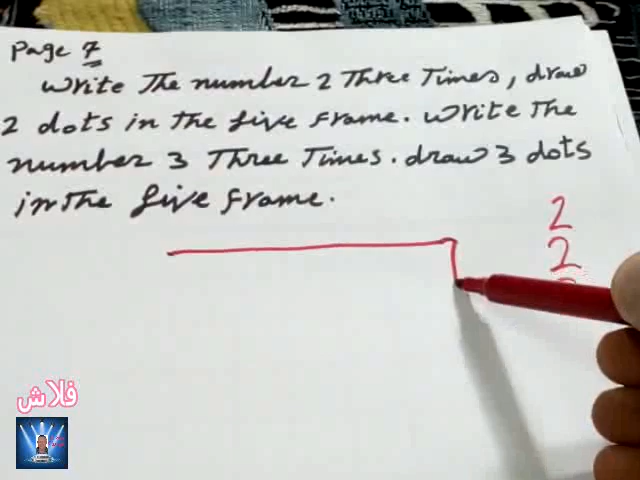 Page 7
Write The number 2 Three Times, draw
2 dots in the five frame. Write The
number 3 Three Times. draw 3 dots
in the five frame.
2
2
فلاش